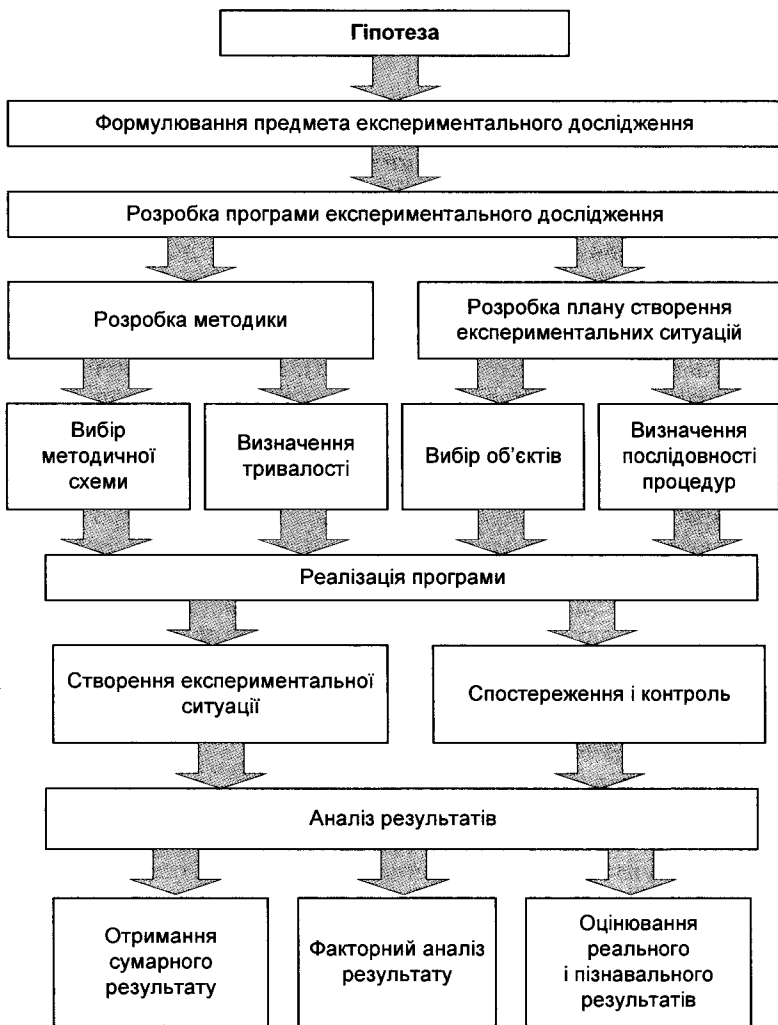 Гіпотеза
Формулювання предмета експериментального дослідження
Розробка програми експериментального дослідження
Розробка методики
Розробка плану створення
експериментальних ситуацій
Вибір
методичної
схеми
Визначення
тривалості
Вибір об'єктів
Визначення
послідовності
процедур
Реалізація програми
Створення експериментальної
ситуації
Спостереження і контроль
Аналіз результатів
Отримання
сумарного
результату
Факторний аналіз
результату
Оцінювання
реального
і пізнавального
результатів